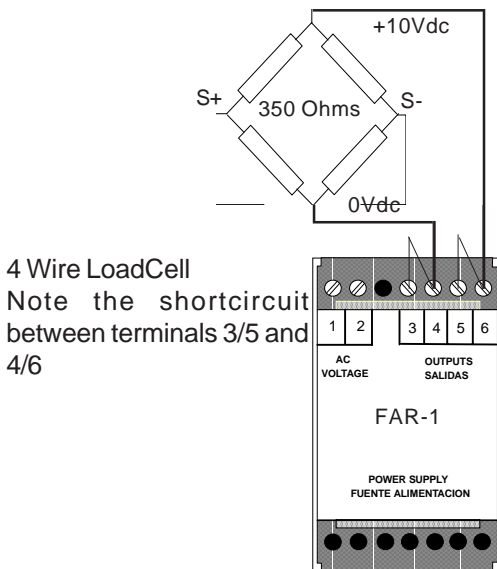 +10Vdc
S+
350 Ohms
S-
0Vdc
4 Wire LoadCell
Note the shortcircuit
between terminals 3/5 and
4/6
1 2 3 4 5 6
AC
VOLTAGE
OUTPUTS
SALIDAS
FAR-1
POWER SUPPLY
FUENTE ALIMENTACION